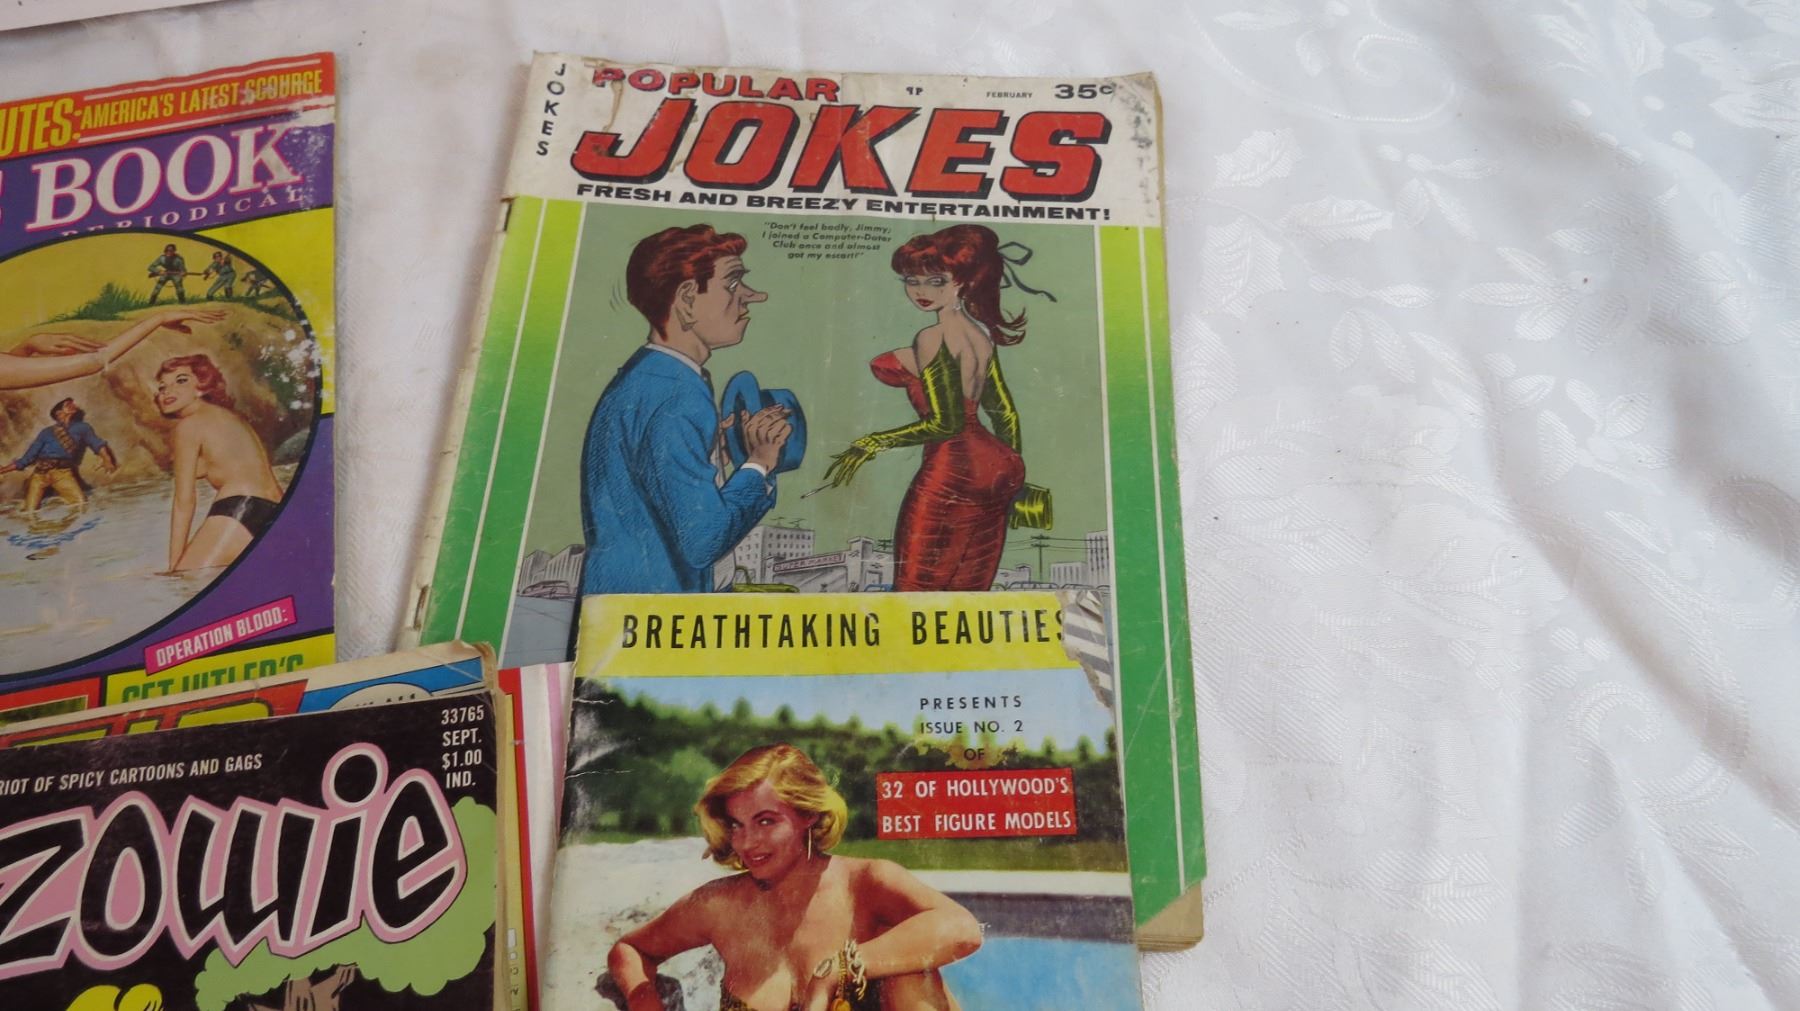 UTES: AMERICA'S LATEST SCOURGE
BOOK
PERIODICAL
OPERATION BLOOD:
GET HITLER'S
JOKES
POPULAR
FEBRUARY
35¢
JOKES
FRESH AND BREEZY ENTERTAINMENT!
"Don't feel badly, Jimmy;
I joined a Computer-Dater
Club once and almost
got my escort!"
SUPER MARKET
BREATHTAKING BEAUTIES
PRESENTS
ISSUE NO. 2
OF
32 OF HOLLYWOOD'S
BEST FIGURE MODELS
33765
SEPT.
$1.00
IND.
RIOT OF SPICY CARTOONS AND GAGS
zowie